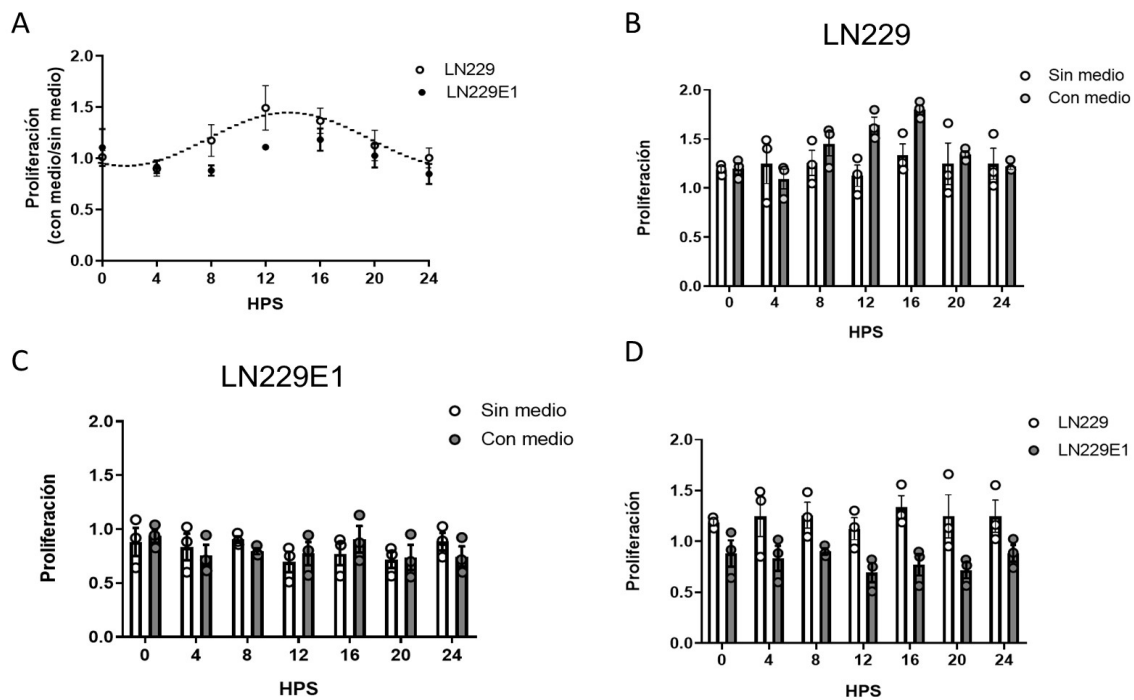 A
2.0
1.5
1.0
0.5
0.0
Proliferación
(con medio/sin medio)
0 4 8 12 16 20 24
HPS
LN229
LN229E1
B
LN229
2.0
1.5
1.0
1.5
0.0
Proliferación
0 4 8 12 16 20 24
HPS
Sin medio
Con medio
C
LN229E1
2.0
1.5
1.0
0.5
0.0
Proliferación
0 4 8 12 16 20 24
HPS
Sin medio
Con medio
D
2.0
1.5
1.0
0.5
0.0
Proliferación
0 4 8 12 16 20 24
HPS
LN229
LN229E1